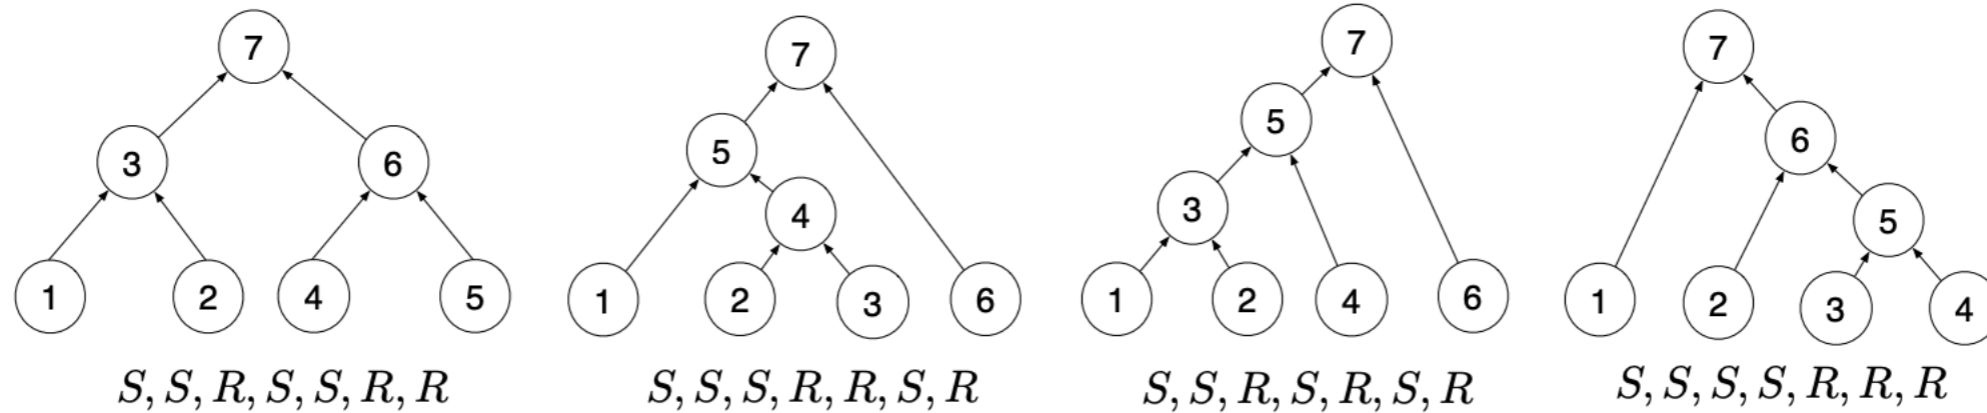 7
3 6
1 2 4 5
S, S, R, S, S, R, R
7
5
4
1 2 3 6
S, S, S, R, R, S, R
7
5
3
1 2 4 6
S, S, R, S, R, S, R
7
6
5
1 2 3 4
S, S, S, S, R, R, R